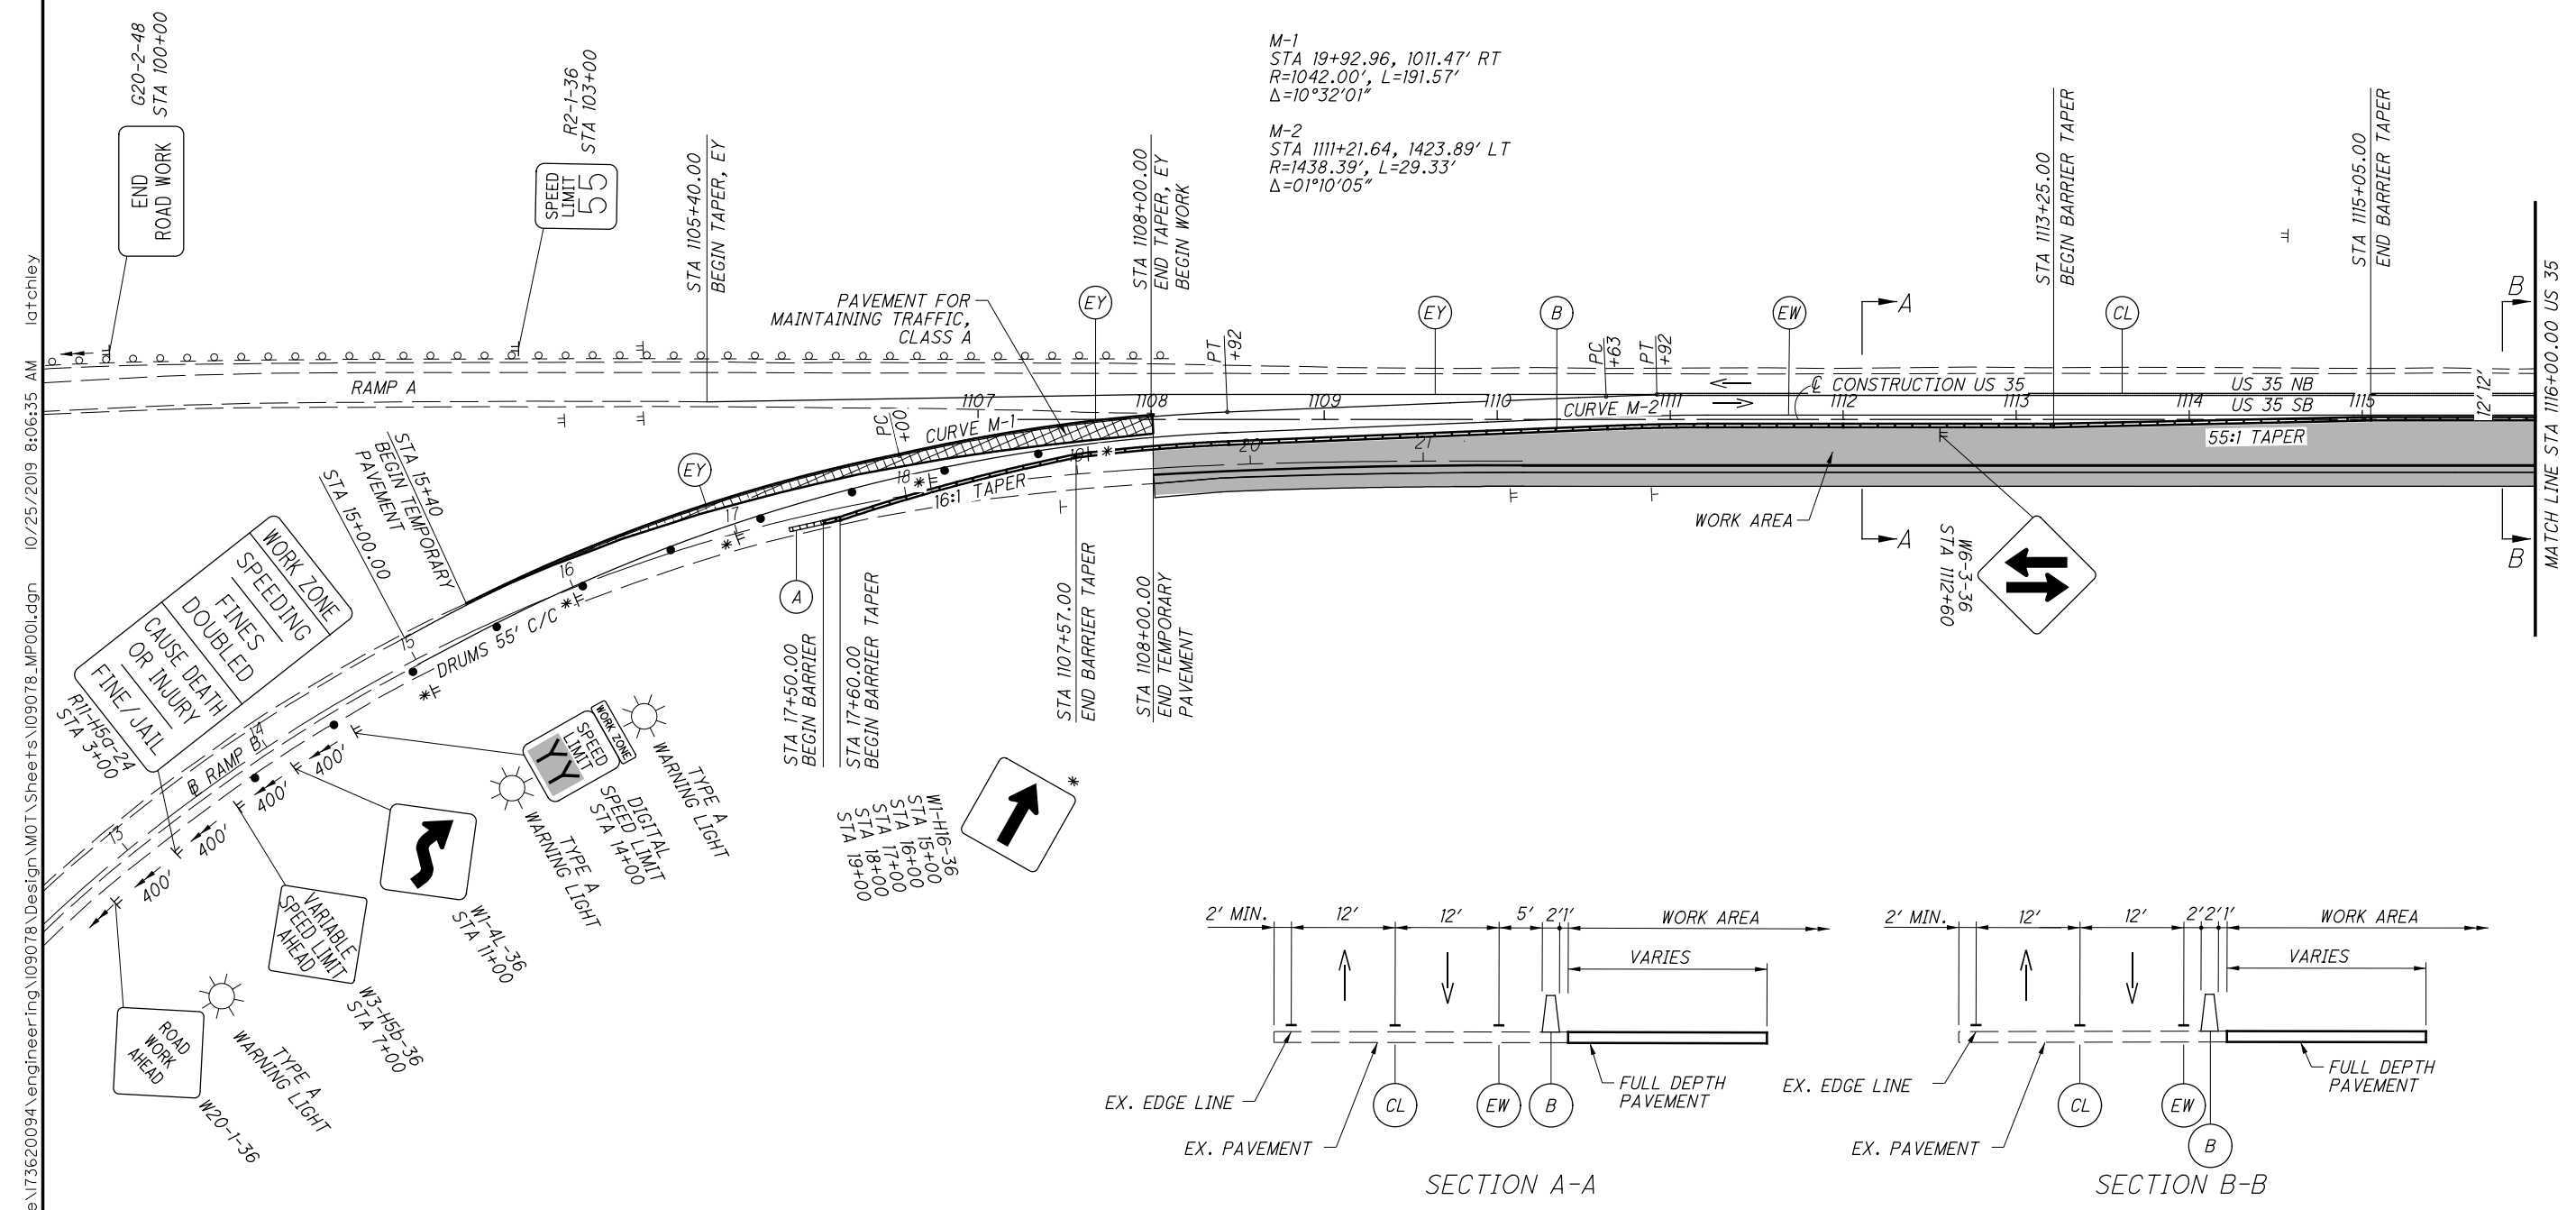 e\173620094\engineering\109078\Design\MOT\Sheets\109078_MP001.dgn 10/25/2019 8:06:35 AM latchley
G20-2-48
STA 100+00
END
ROAD WORK
R2-1-36
STA 103+00
SPEED
LIMIT
55
STA 1105+40.00
BEGIN TAPER, EY
STA 1108+00.00
END TAPER, EY
BEGIN WORK
M-1
STA 19+92.96, 1011.47' RT
R=1042.00', L=191.57'
Δ=10°32'01"
M-2
STA 1111+21.64, 1423.89' LT
R=1438.39', L=29.33'
Δ=01°10'05"
STA 1113+25.00
BEGIN BARRIER TAPER
STA 1115+05.00
END BARRIER TAPER
MATCH LINE STA 1116+00.00 US 35
PAVEMENT FOR
MAINTAINING TRAFFIC,
CLASS A
EY
EY
B
EW
CL
A
B
PT
+92
PC
+63
PT
+92
RAMP A
℄ CONSTRUCTION US 35
US 35 NB
US 35 SB
12' 12'
1107
1108
1109
1110
1111
1112
1113
1114
1115
CURVE M-2
CURVE M-1
PC
+00
55:1 TAPER
EY
16:1 TAPER
15
16
17
18
19
20
21
*
*
*
*
*
WORK AREA
A
B
W6-3-36
STA 1112+60
STA 15+40
BEGIN TEMPORARY
PAVEMENT
STA 15+00.00
DRUMS 55' C/C
A
STA 17+50.00
BEGIN BARRIER
STA 17+60.00
BEGIN BARRIER TAPER
STA 1107+57.00
END BARRIER TAPER
STA 1108+00.00
END TEMPORARY
PAVEMENT
WORK ZONE
SPEEDING
FINES
DOUBLED
CAUSE DEATH
OR INJURY
FINE/JAIL
R11-H5a-24
STA 3+00
B RAMP B
13
14
400'
400'
400'
400'
WORK ZONE
SPEED
LIMIT
YY
DIGITAL
SPEED LIMIT
STA 14+00
TYPE A
WARNING LIGHT
TYPE A
WARNING LIGHT
W1-H16-36
STA 15+00
STA 16+00
STA 17+00
STA 18+00
STA 19+00
*
W1-4L-36
STA 11+00
VARIABLE
SPEED LIMIT
AHEAD
W3-H5b-36
STA 7+00
ROAD
WORK
AHEAD
TYPE A
WARNING LIGHT
W20-1-36
2' MIN. 12' 12' 5' 2' 1' WORK AREA
VARIES
EX. EDGE LINE
EX. PAVEMENT
CL
EW
B
FULL DEPTH
PAVEMENT
SECTION A-A
2' MIN. 12' 12' 2' 2' 1' WORK AREA
VARIES
EX. EDGE LINE
EX. PAVEMENT
CL
EW
B
FULL DEPTH
PAVEMENT
SECTION B-B